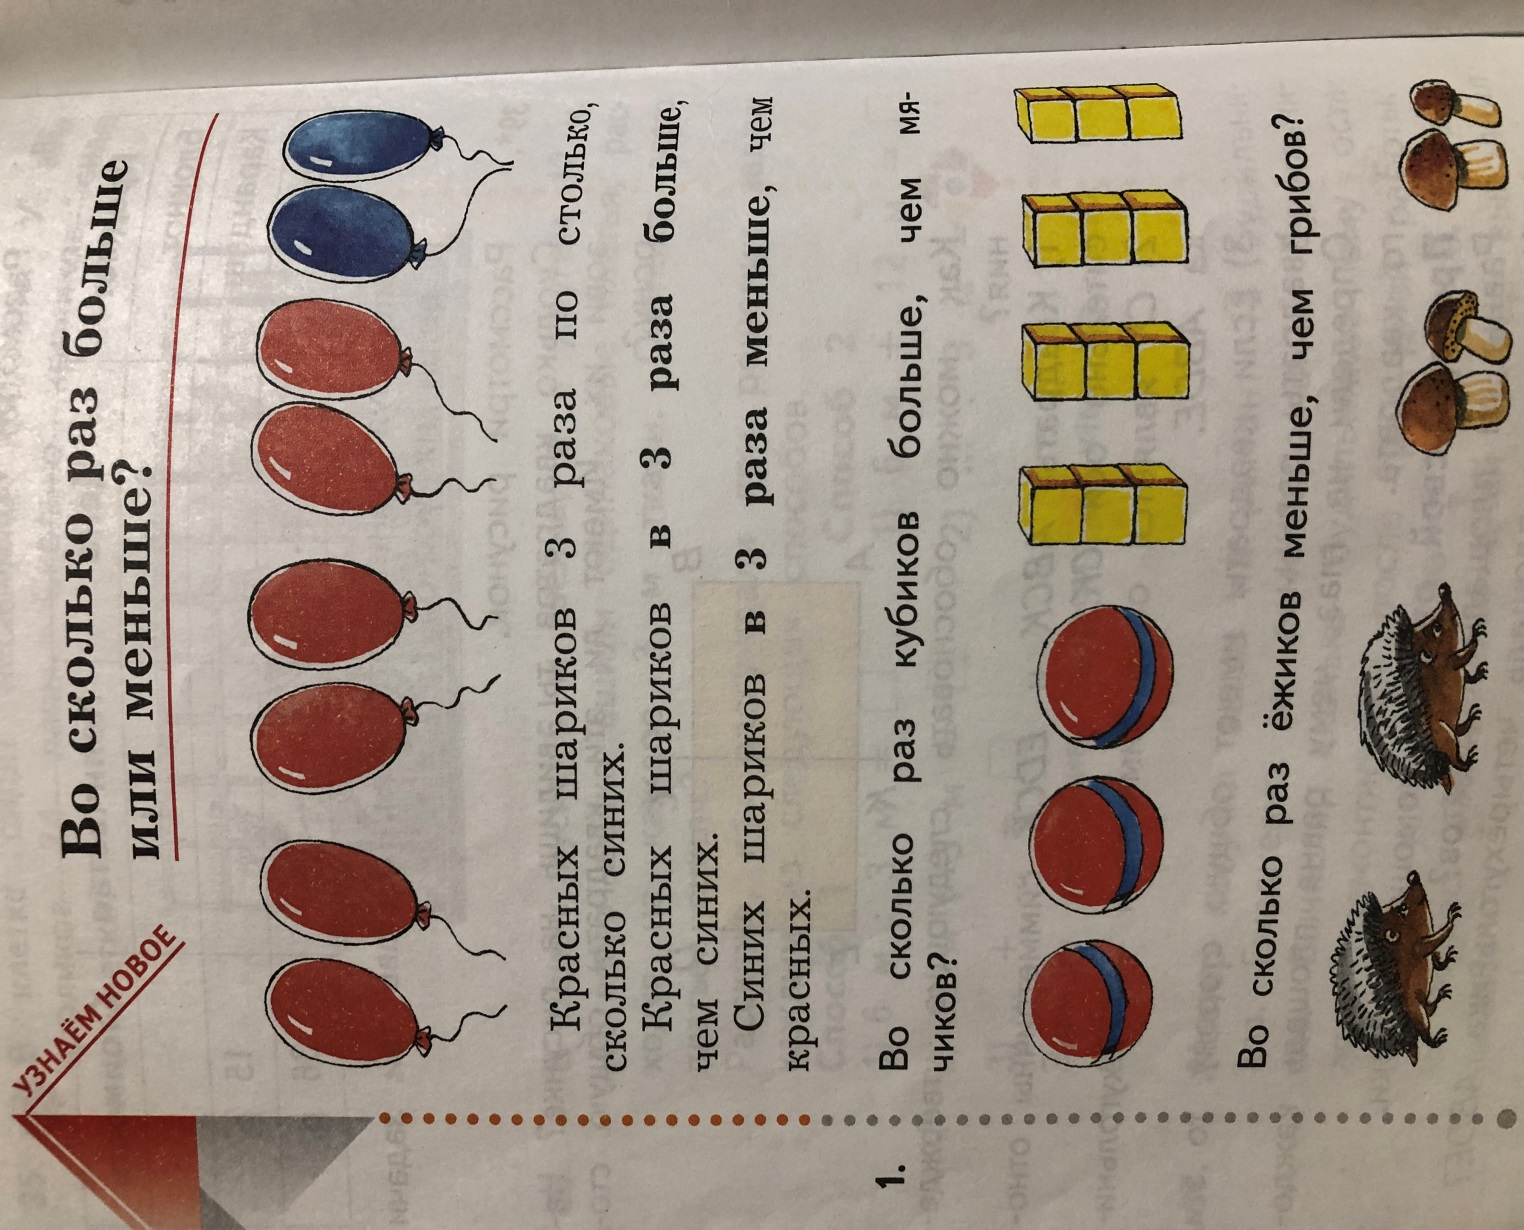 УЗНАЁМ НОВОЕ
Во сколько раз больше
или меньше?
Красных шариков 3 раза по столько,
сколько синих.
Красных шариков в 3 раза больше,
чем синих.
Синих шариков в 3 раза меньше, чем
красных.
1. Во сколько раз кубиков больше, чем мя-
чиков?
Во сколько раз ёжиков меньше, чем грибов?